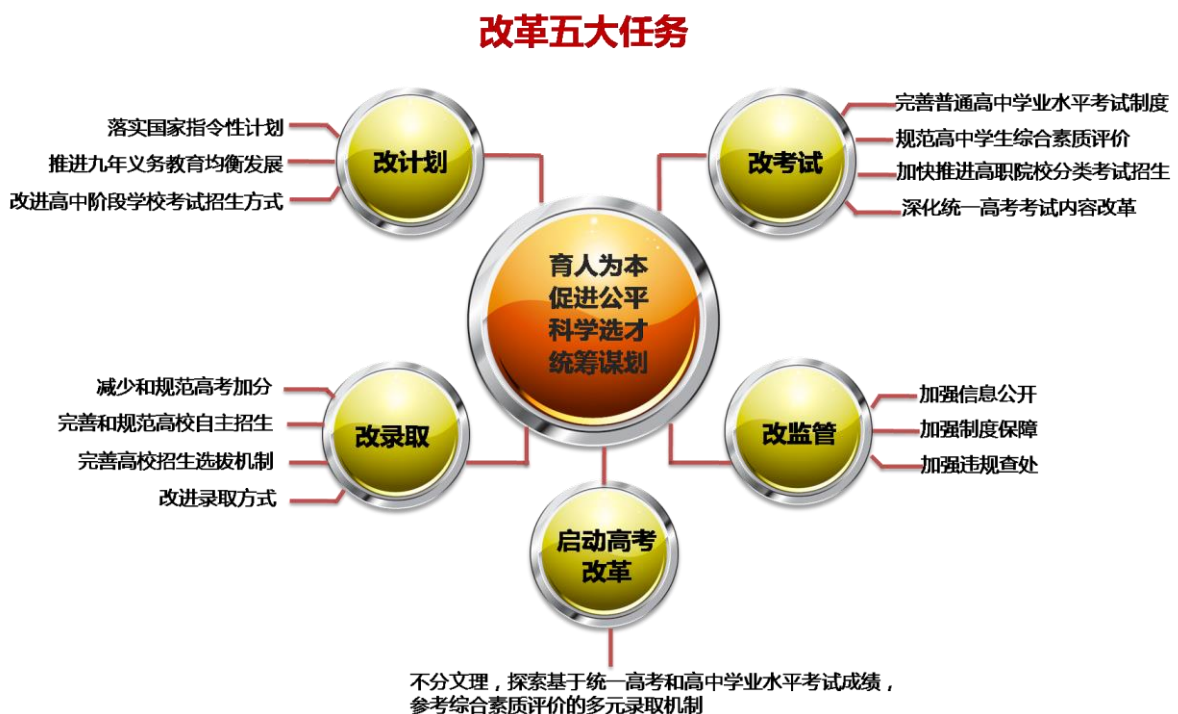 改革五大任务
落实国家指令性计划
推进九年义务教育均衡发展
改进高中阶段学校考试招生方式
改计划
改考试
完善普通高中学业水平考试制度
规范高中学生综合素质评价
加快推进高职院校分类考试招生
深化统一高考考试内容改革
育人为本
促进公平
科学选才
统筹谋划
减少和规范高考加分
完善和规范高校自主招生
完善高校招生选拔机制
改进录取方式
改录取
改监管
加强信息公开
加强制度保障
加强违规查处
启动高考
改革
不分文理，探索基于统一高考和高中学业水平考试成绩，
参考综合素质评价的多元录取机制